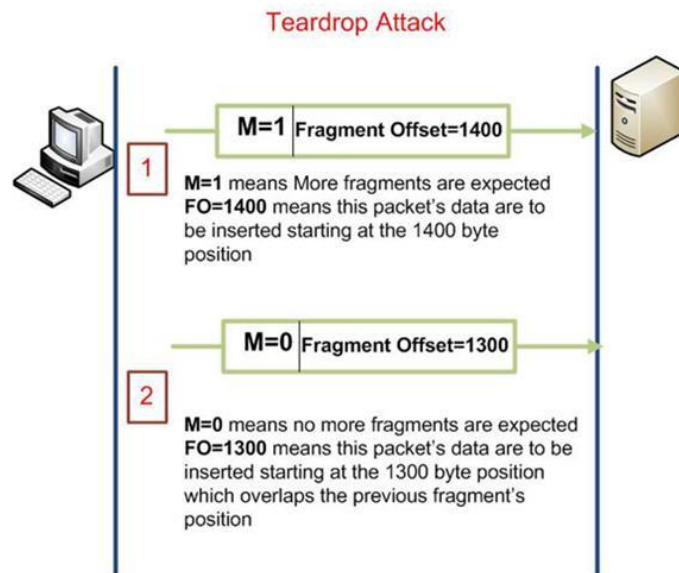 Teardrop Attack
M=1 Fragment Offset=1400
1
M=1 means More fragments are expected
FO=1400 means this packet's data are to
be inserted starting at the 1400 byte
position
M=0 Fragment Offset=1300
2
M=0 means no more fragments are expected
FO=1300 means this packet's data are to be
inserted starting at the 1300 byte position
which overlaps the previous fragment's
position